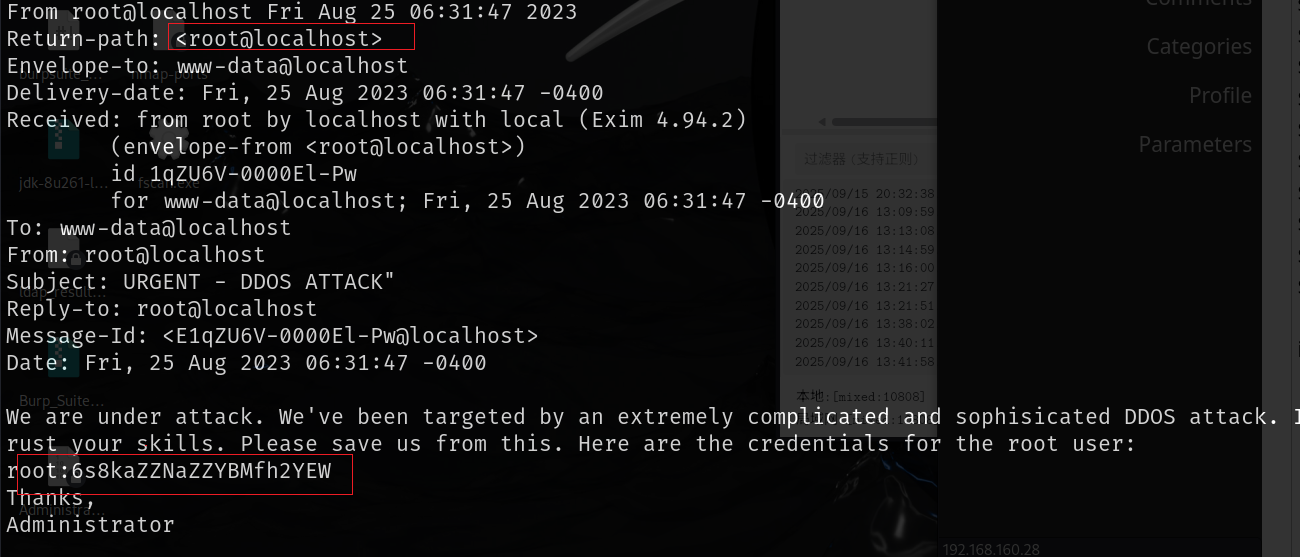 From root@localhost Fri Aug 25 06:31:47 2023
Return-path: <root@localhost>
Envelope-to: www-data@localhost
Delivery-date: Fri, 25 Aug 2023 06:31:47 -0400
Received: from root by localhost with local (Exim 4.94.2)
(envelope-from <root@localhost>)
id 1qZU6V-0000El-Pw
for www-data@localhost; Fri, 25 Aug 2023 06:31:47 -0400
To: www-data@localhost
From: root@localhost
Subject: URGENT - DDOS ATTACK"
Reply-to: root@localhost
Message-Id: <E1qZU6V-0000El-Pw@localhost>
Date: Fri, 25 Aug 2023 06:31:47 -0400
We are under attack. We've been targeted by an extremely complicated and sophisicated DDOS attack. I
rust your skills. Please save us from this. Here are the credentials for the root user:
root:6s8kaZZNaZZYBMfh2YEW
Thanks,
Administrator
burpsuite_...
nmap-ports
jdk-8u261-l...
fscan.exe
ldap_result...
Burp_Suite...
Administra...
Comments
Categories
Profile
Parameters
过滤器(支持正则)
2025/09/15 20:32:38
2025/09/16 13:09:59
2025/09/16 13:13:08
2025/09/16 13:14:59
2025/09/16 13:16:00
2025/09/16 13:21:27
2025/09/16 13:21:51
2025/09/16 13:38:02
2025/09/16 13:40:11
2025/09/16 13:41:58
本地:[mixed:10808]
192.168.160.28